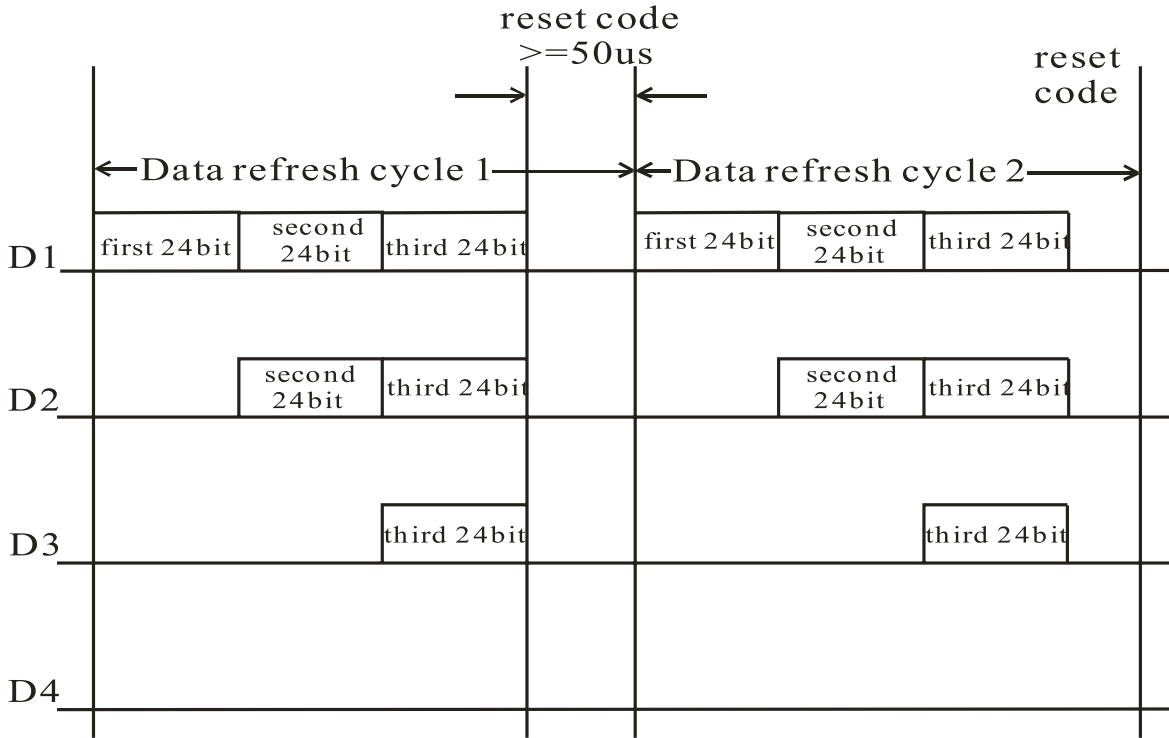 reset code
>=50us
reset
code
Data refresh cycle 1
Data refresh cycle 2
D1
first 24bit
second
24bit
third 24bit
first 24bit
second
24bit
third 24bit
D2
second
24bit
third 24bit
second
24bit
third 24bit
D3
third 24bit
third 24bit
D4